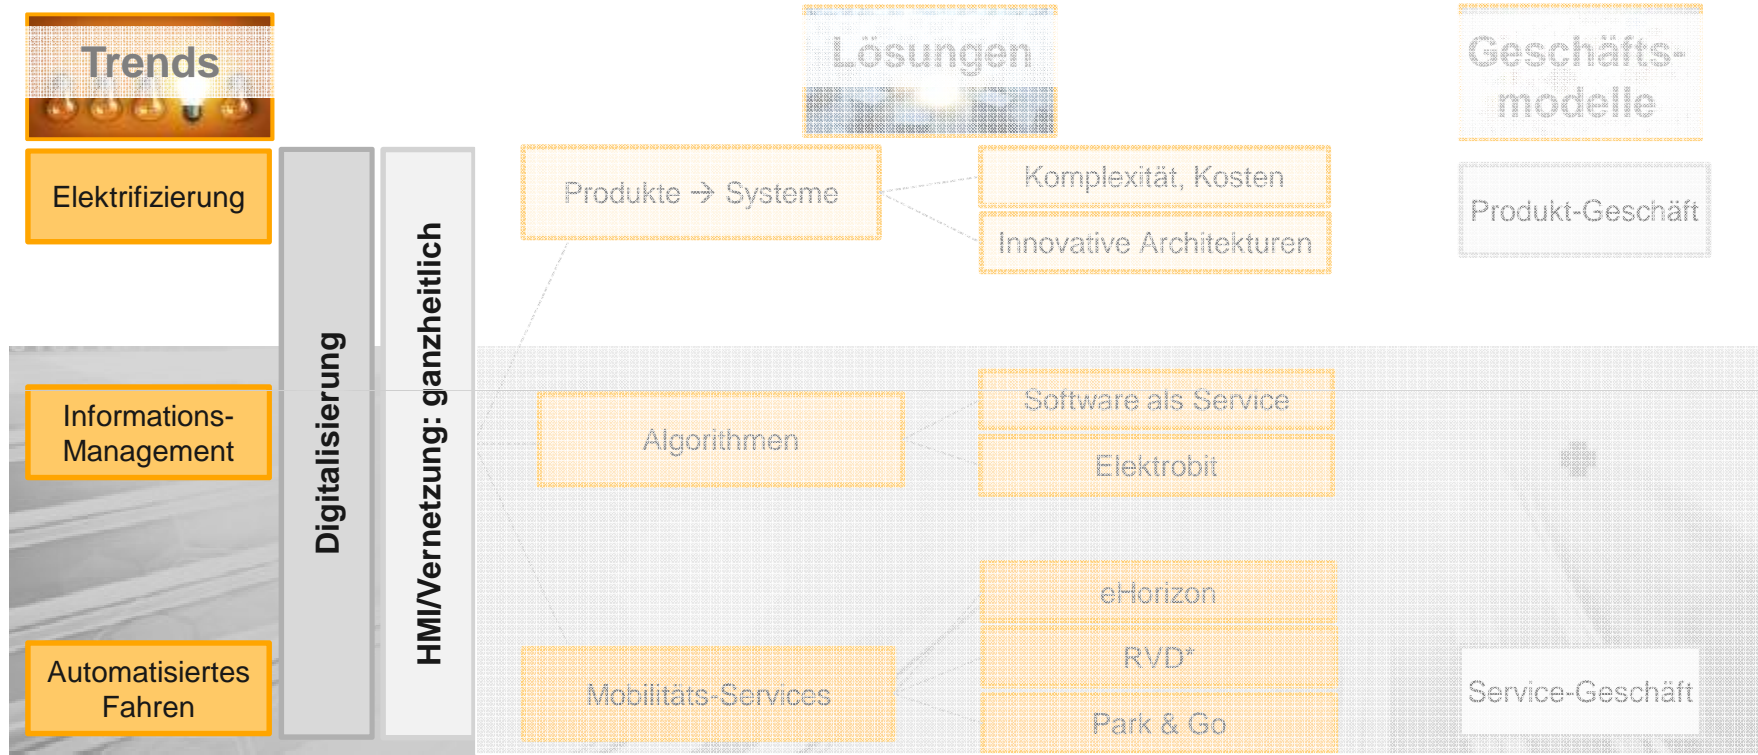 Trends
Lösungen
Geschäfts-
modelle
Elektrifizierung
Informations-
Management
Automatisiertes
Fahren
Digitalisierung
HMI/Vernetzung: ganzheitlich
Produkte → Systeme
Komplexität, Kosten
Innovative Architekturen
Algorithmen
Software als Service
Elektrobit
Mobilitäts-Services
eHorizon
RVD*
Park & Go
Produkt-Geschäft
+
Service-Geschäft